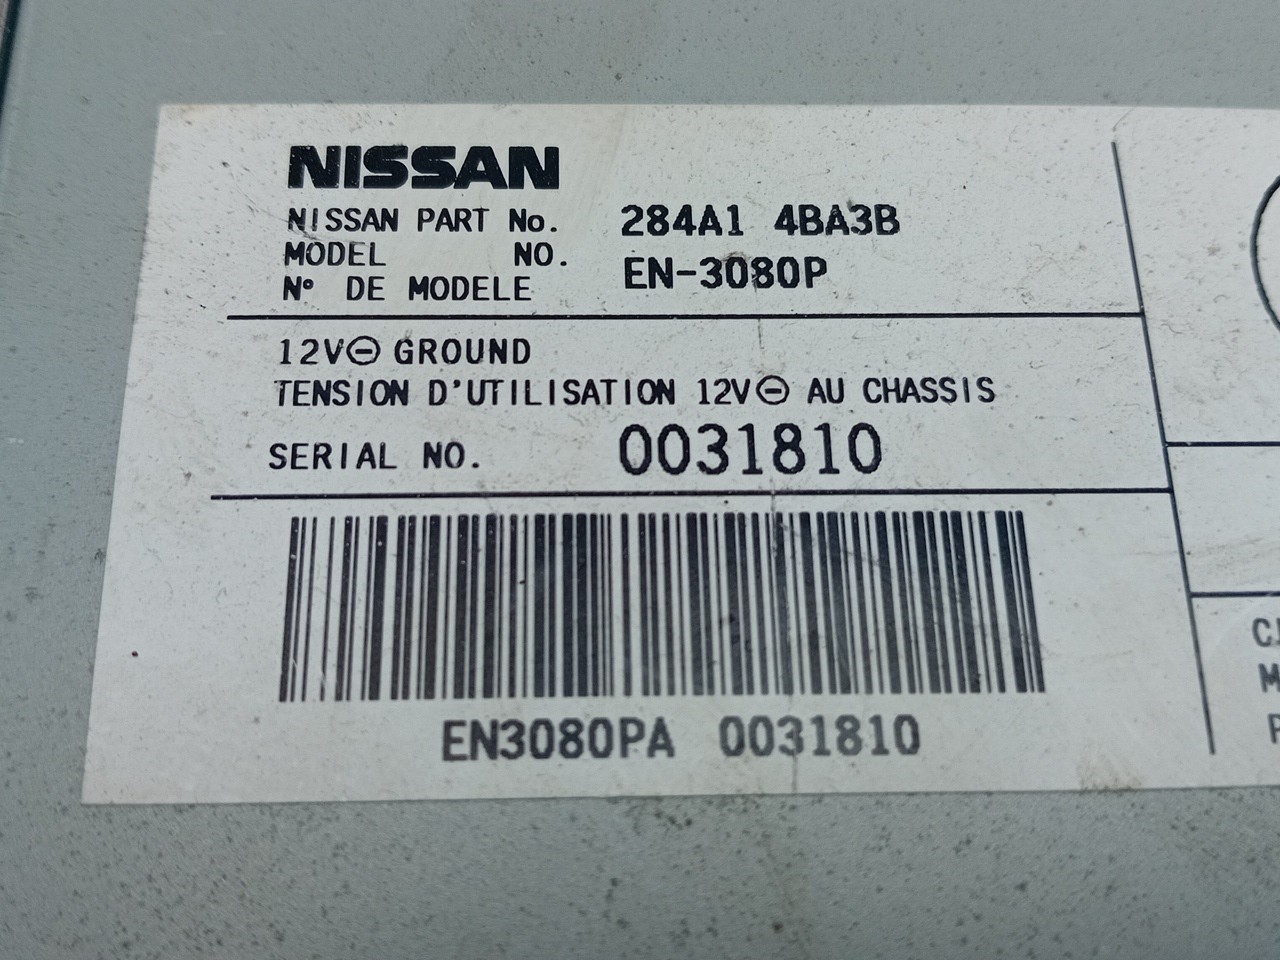 NISSAN
NISSAN PART No. 284A1 4BA3B
MODEL NO. EN-3080P
N° DE MODELE
12V⊖ GROUND
TENSION D'UTILISATION 12V⊖ AU CHASSIS
SERIAL NO. 0031810
EN3080PA 0031810